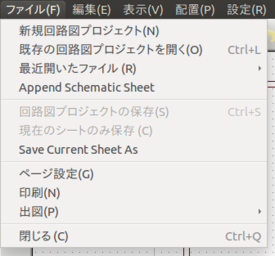 ファイル(F) 編集(E) 表示(V) 配置(P) 設定(R)
新規回路図プロジェクト(N)
既存の回路図プロジェクトを開く(O) Ctrl+L
最近開いたファイル (R)
Append Schematic Sheet
回路図プロジェクトの保存(S) Ctrl+S
現在のシートのみ保存 (C)
Save Current Sheet As
ページ設定(G)
印刷(N)
出図(P)
閉じる (C) Ctrl+Q